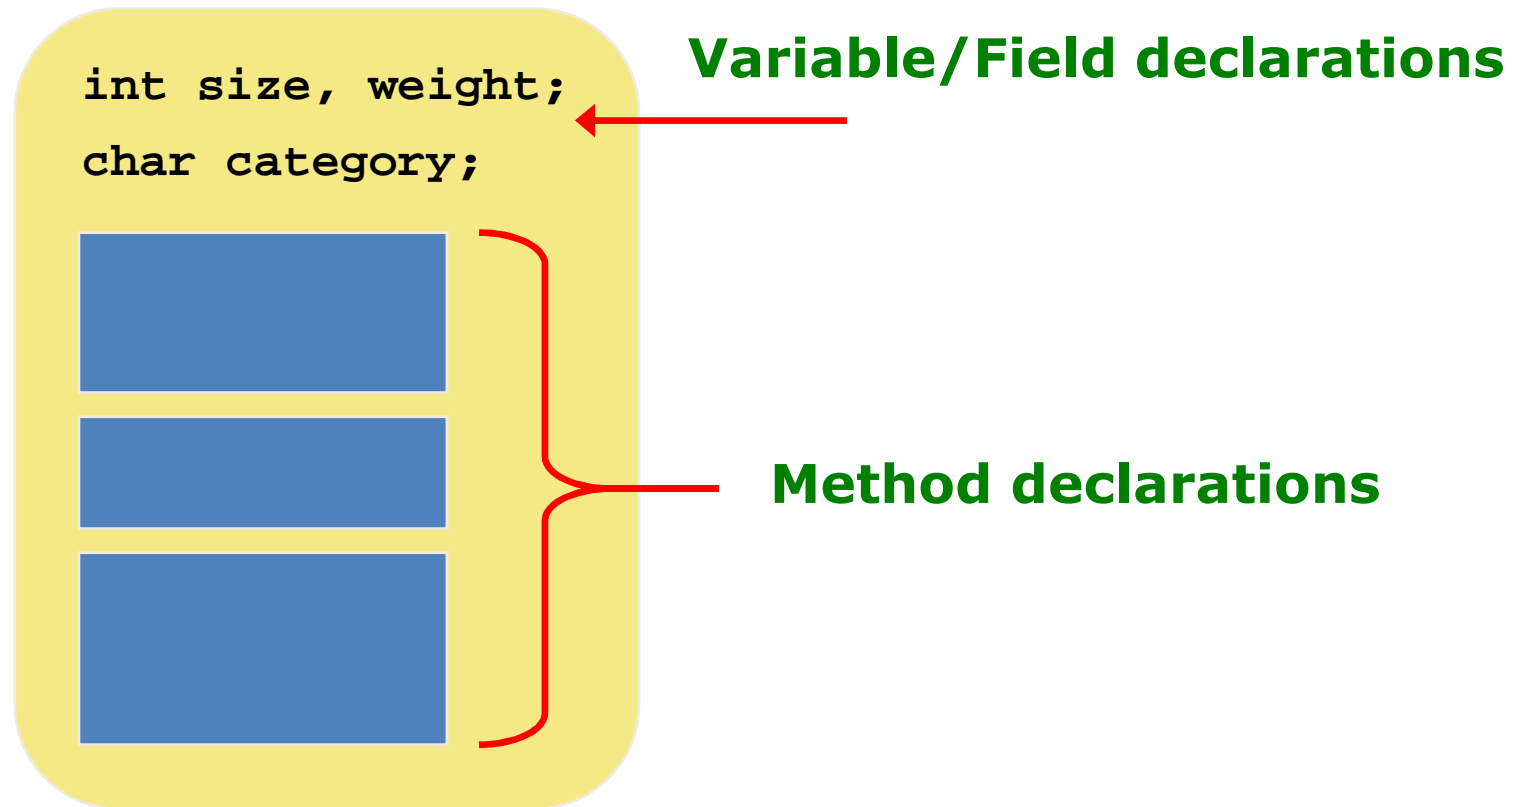 int size, weight;
Variable/Field declarations
char category;
Method declarations